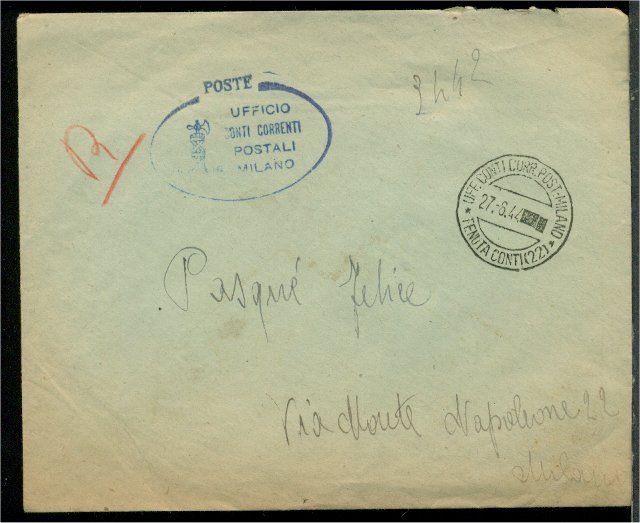 2442
POSTE
UFFICIO
CONTI CORRENTI
POSTALI
MILANO
R
UFF. CONTI CORR. POST.-MILANO
27.-6.44
* TENUTA CONTI (22) *
Pasqué Felice
Via Monte Napoleone 22
Milano